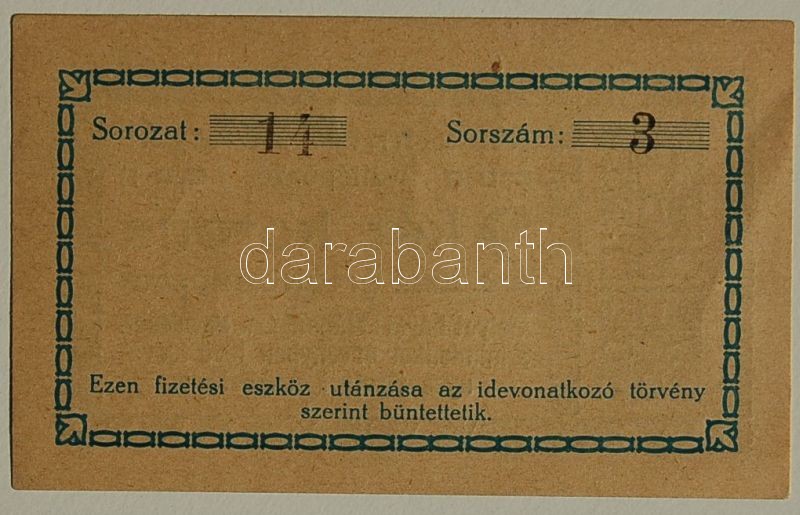 Sorozat: 14 Sorszám: 3
darabanth
Ezen fizetési eszköz utánzása az idevonatkozó törvény
szerint büntettetik.